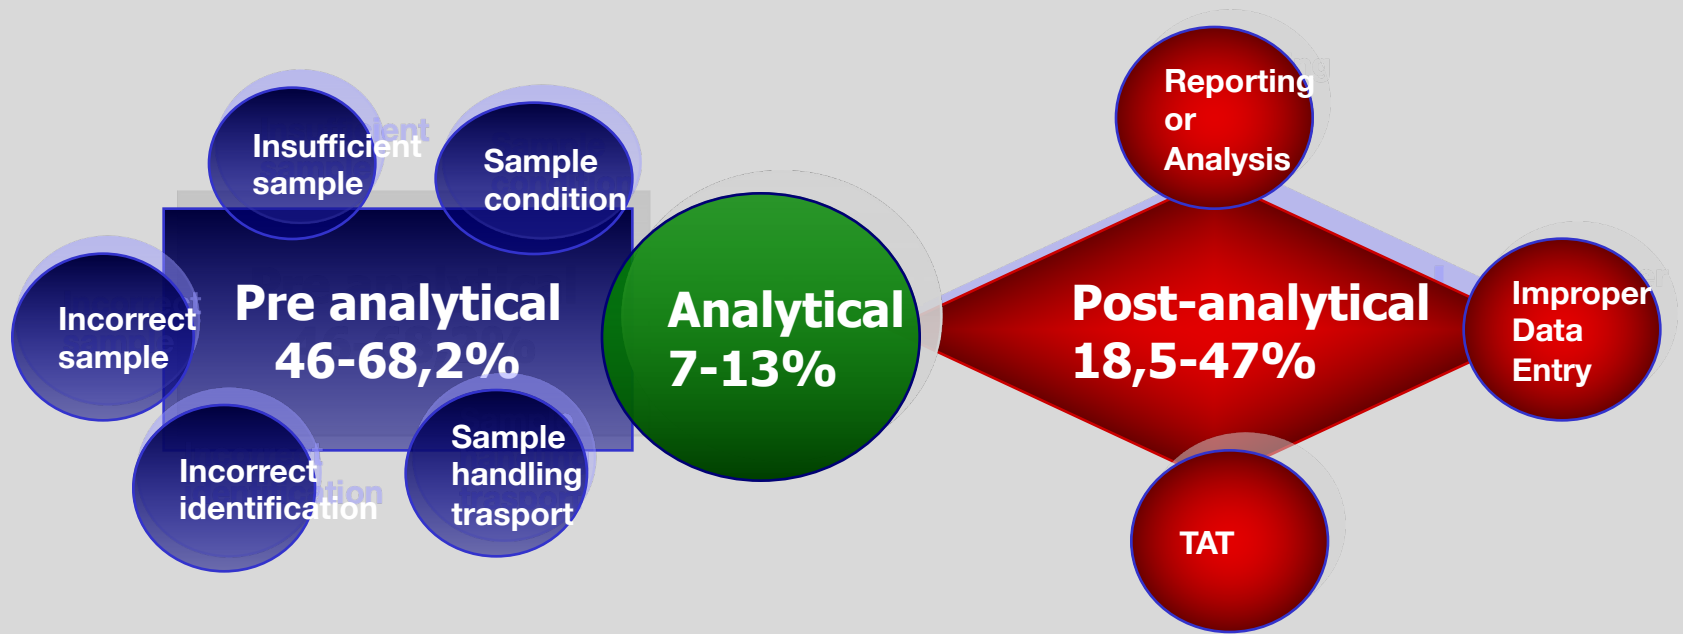 Insufficient
sample
Sample
condition
Incorrect
sample
Pre analytical
46-68,2%
Incorrect
identification
Sample
handling
trasport
Analytical
7-13%
Reporting
or
Analysis
Post-analytical
18,5-47%
Improper
Data
Entry
TAT